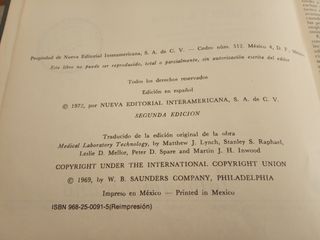 Propiedad de Nueva Editorial Interamericana, S. A. de C. V. — Cedro núm. 512, México 4, D. F., México
Este libro no puede ser reproducido, total o parcialmente, sin autorización escrita del editor
Todos los derechos reservados
Edición en español
© 1972, por NUEVA EDITORIAL INTERAMERICANA, S. A. de C. V.
SEGUNDA EDICION
Traducido de la edición original de la obra
Medical Laboratory Technology, by Matthew J. Lynch, Stanley S. Raphael,
Leslie D. Mellor, Peter D. Spare and Martin J. H. Inwood
COPYRIGHT UNDER THE INTERNATIONAL COPYRIGHT UNION
© 1969, by W. B. SAUNDERS COMPANY, PHILADELPHIA
Impreso en México — Printed in Mexico
ISBN 968-25-0091-5(Reimpresión)